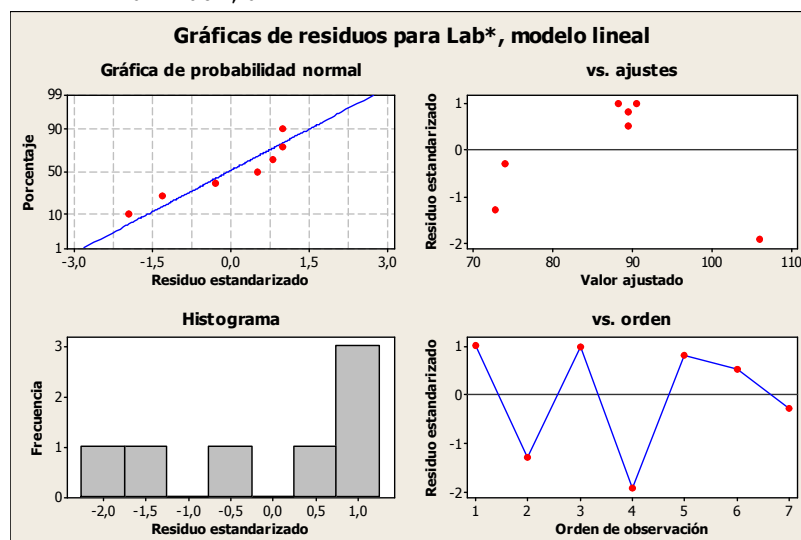 Gráficas de residuos para Lab*, modelo lineal
Gráfica de probabilidad normal
99
90
50
10
1
Porcentaje
-3,0 -1,5 0,0 1,5 3,0
Residuo estandarizado
vs. ajustes
1
0
-1
-2
Residuo estandarizado
70 80 90 100 110
Valor ajustado
Histograma
3
2
1
0
Frecuencia
-2,0 -1,5 -1,0 -0,5 0,0 0,5 1,0
Residuo estandarizado
vs. orden
1
0
-1
-2
Residuo estandarizado
1 2 3 4 5 6 7
Orden de observación